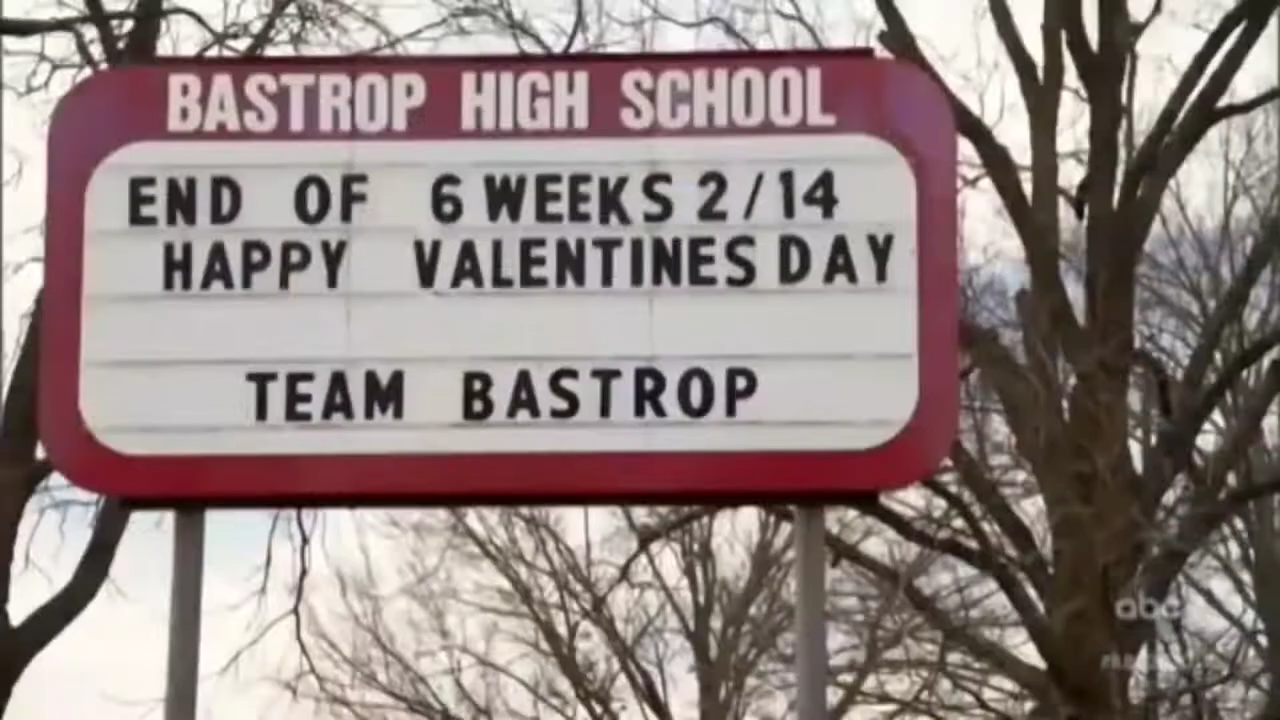 BASTROP HIGH SCHOOL
END OF 6 WEEKS 2/14
HAPPY VALENTINES DAY
TEAM BASTROP
abc